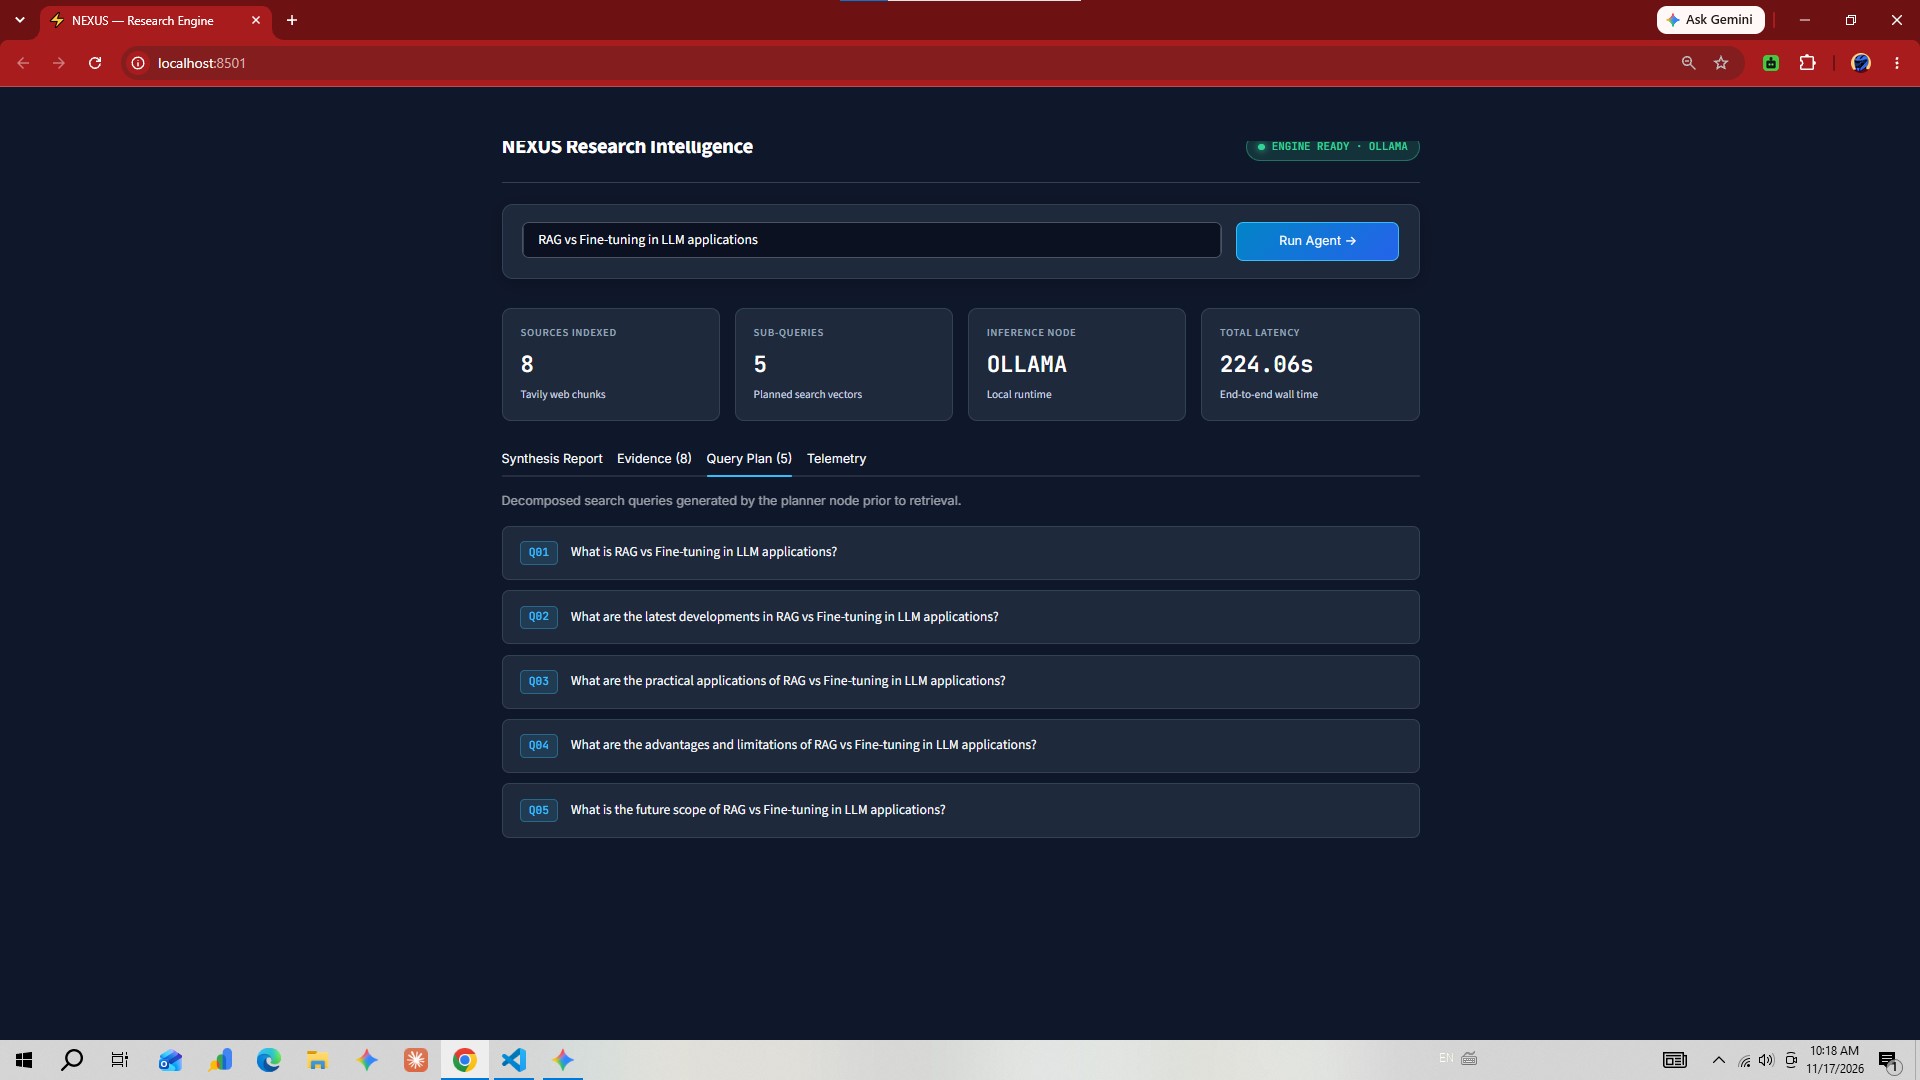 NEXUS — Research Engine
Ask Gemini
localhost:8501
NEXUS Research Intelligence
ENGINE READY · OLLAMA
RAG vs Fine-tuning in LLM applications
Run Agent →
SOURCES INDEXED
8
Tavily web chunks
SUB-QUERIES
5
Planned search vectors
INFERENCE NODE
OLLAMA
Local runtime
TOTAL LATENCY
224.06s
End-to-end wall time
Synthesis Report Evidence (8) Query Plan (5) Telemetry
Decomposed search queries generated by the planner node prior to retrieval.
Q01 What is RAG vs Fine-tuning in LLM applications?
Q02 What are the latest developments in RAG vs Fine-tuning in LLM applications?
Q03 What are the practical applications of RAG vs Fine-tuning in LLM applications?
Q04 What are the advantages and limitations of RAG vs Fine-tuning in LLM applications?
Q05 What is the future scope of RAG vs Fine-tuning in LLM applications?
EN
10:18 AM
11/17/2026
1